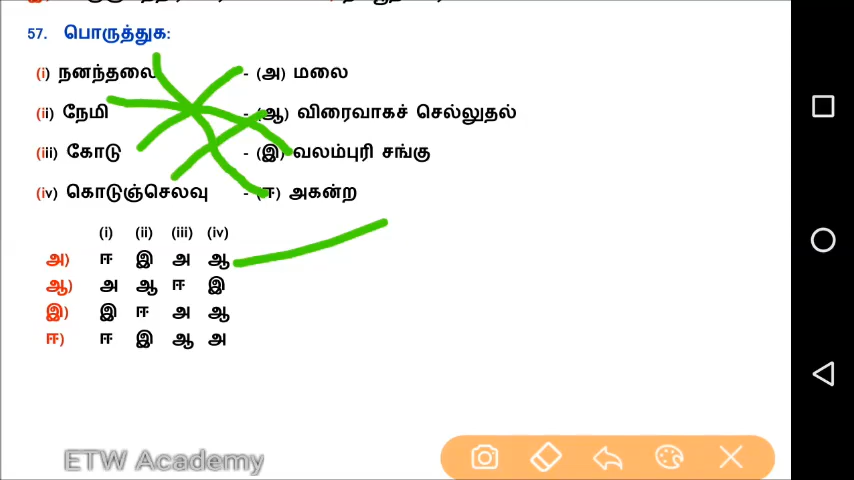 57. பொருத்துக:
(i) நனந்தலை - (அ) மலை
(ii) நேமி - (ஆ) விரைவாகச் செல்லுதல்
(iii) கோடு - (இ) வலம்புரி சங்கு
(iv) கொடுஞ்செலவு - (ஈ) அகன்ற
(i) (ii) (iii) (iv)
அ) ஈ இ அ ஆ
ஆ) அ ஆ ஈ இ
இ) இ ஈ அ ஆ
ஈ) ஈ இ ஆ அ
ETW Academy